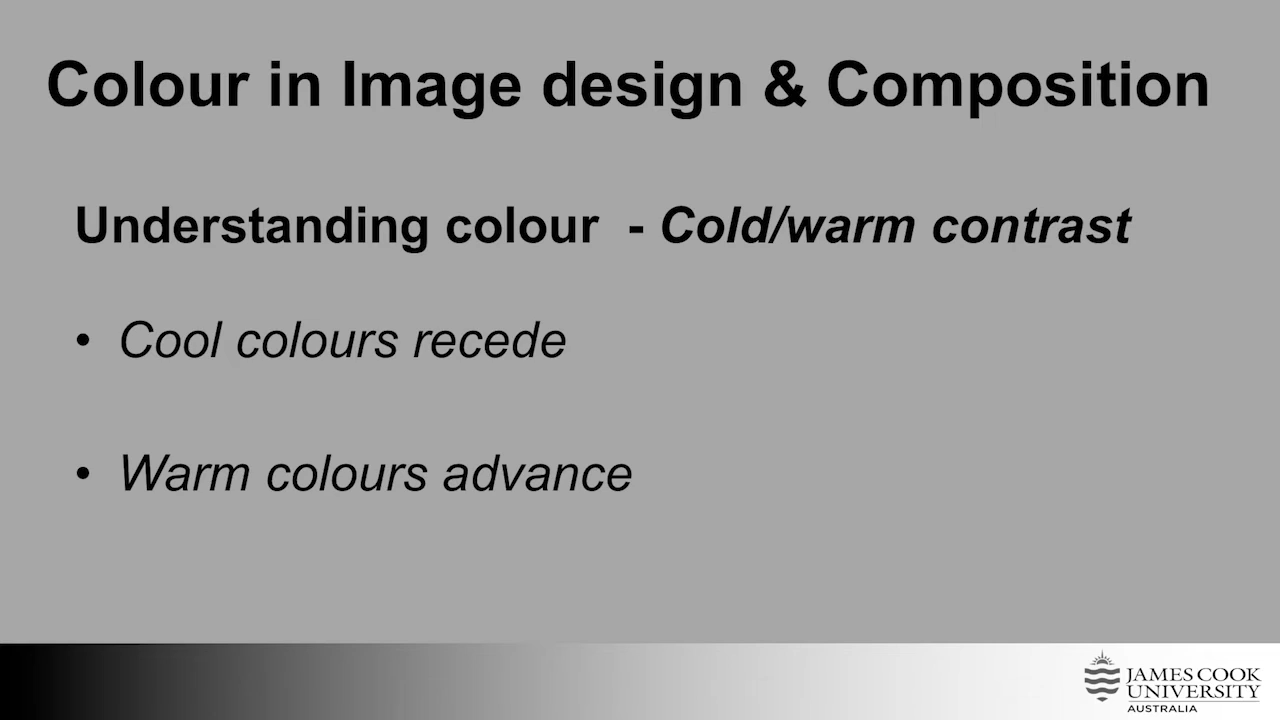 Colour in Image design & Composition
Understanding colour - Cold/warm contrast
• Cool colours recede
• Warm colours advance
JAMES COOK
UNIVERSITY
AUSTRALIA